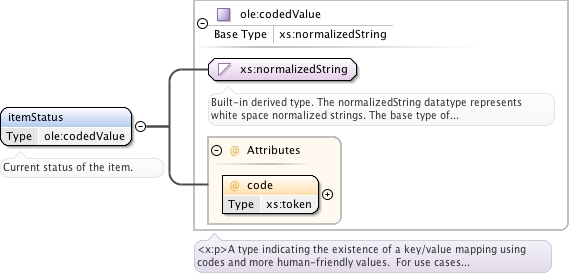 ole:codedValue
Base Type xs:normalizedString
xs:normalizedString
Built-in derived type. The normalizedString datatype represents
white space normalized strings. The base type of...
itemStatus
Type ole:codedValue
Current status of the item.
@ Attributes
@ code
Type xs:token
<x:p>A type indicating the existence of a key/value mapping using
codes and more human-friendly values. For use cases...